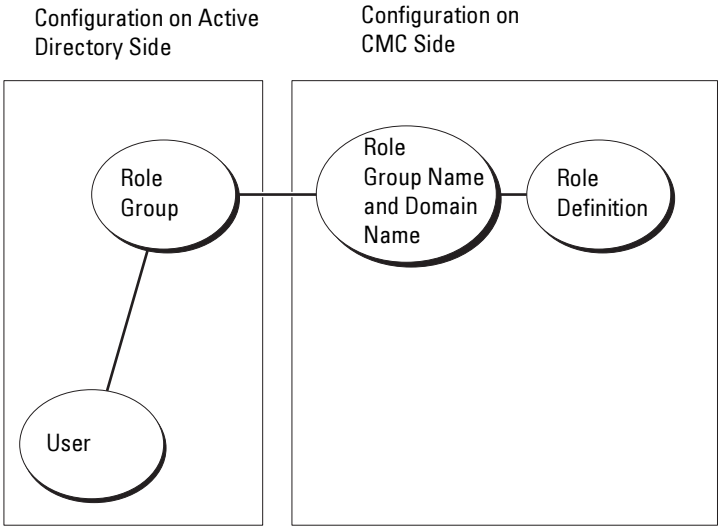 Configuration on Active
Directory Side
Configuration on
CMC Side
Role
Group
Role
Group Name
and Domain
Name
Role
Definition
User